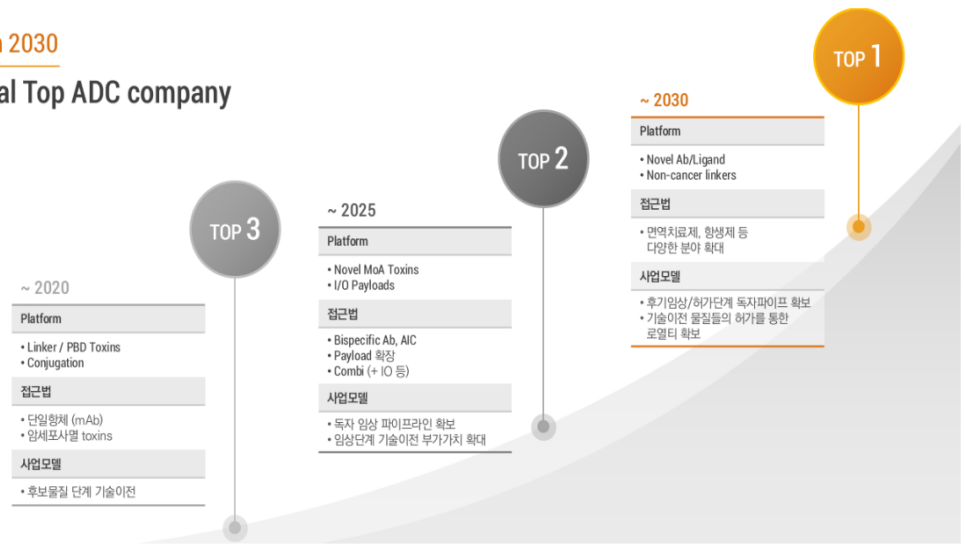 2030
Top ADC company
TOP 1
~ 2030
Platform
• Novel Ab/Ligand
• Non-cancer linkers
접근법
• 면역치료제, 항생제 등
다양한 분야 확대
사업모델
• 후기임상/허가단계 독자파이프 확보
• 기술이전 물질들의 허가를 통한
로열티 확보
TOP 2
~ 2025
Platform
• Novel MoA Toxins
• I/O Payloads
접근법
• Bispecific Ab, AIC
• Payload 확장
• Combi (+ IO 등)
사업모델
• 독자 임상 파이프라인 확보
• 임상단계 기술이전 부가가치 확대
TOP 3
~ 2020
Platform
• Linker / PBD Toxins
• Conjugation
접근법
• 단일항체 (mAb)
• 암세포사멸 toxins
사업모델
• 후보물질 단계 기술이전